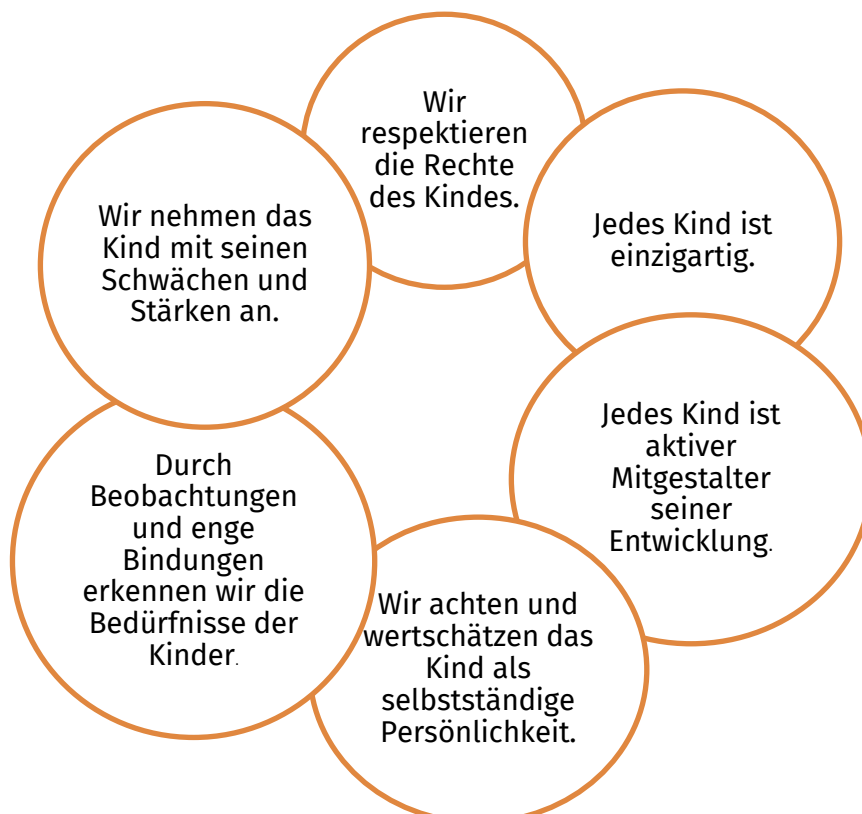 Wir
respektieren
die Rechte
des Kindes.
Jedes Kind ist
einzigartig.
Jedes Kind ist
aktiver
Mitgestalter
seiner
Entwicklung.
Wir achten und
wertschätzen das
Kind als
selbstständige
Persönlichkeit.
Durch
Beobachtungen
und enge
Bindungen
erkennen wir die
Bedürfnisse der
Kinder.
Wir nehmen das
Kind mit seinen
Schwächen und
Stärken an.